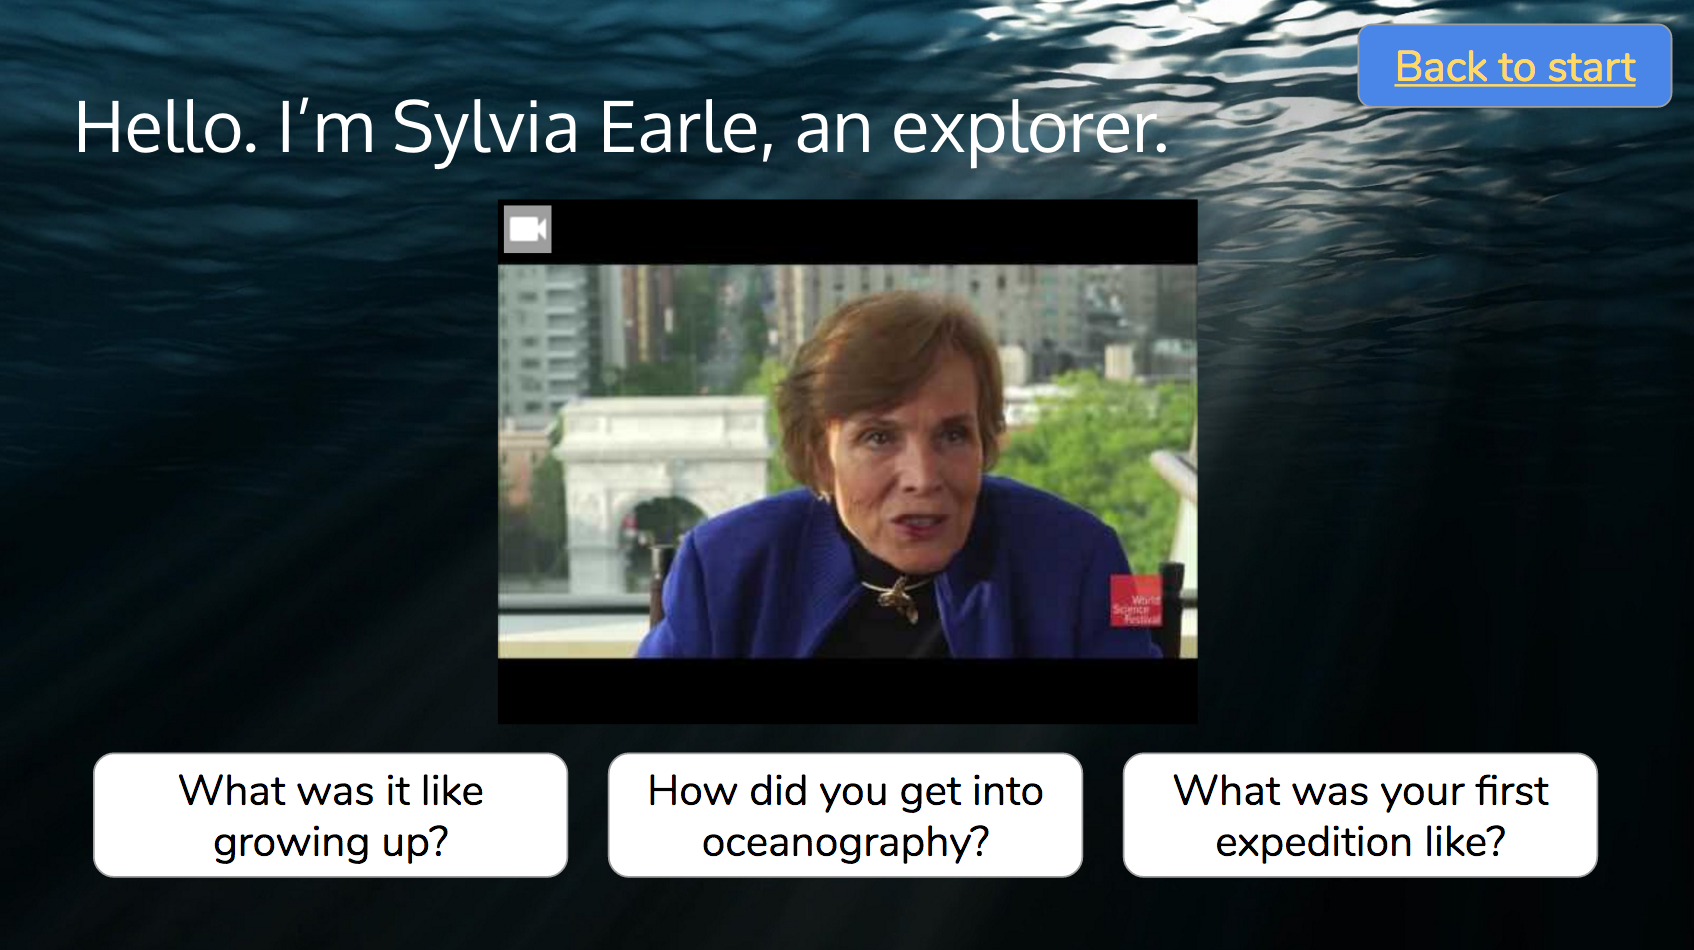 Back to start
Hello. I’m Sylvia Earle, an explorer.
World
Science
Festival
What was it like
growing up?
How did you get into
oceanography?
What was your first
expedition like?